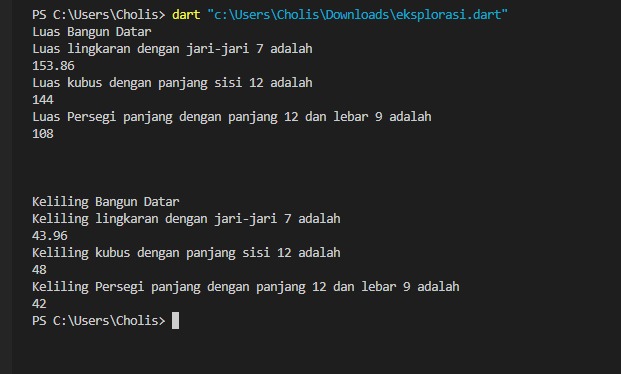 PS C:\Users\Cholis> dart "c:\Users\Cholis\Downloads\eksplorasi.dart"
Luas Bangun Datar
Luas lingkaran dengan jari-jari 7 adalah
153.86
Luas kubus dengan panjang sisi 12 adalah
144
Luas Persegi panjang dengan panjang 12 dan lebar 9 adalah
108
Keliling Bangun Datar
Keliling lingkaran dengan jari-jari 7 adalah
43.96
Keliling kubus dengan panjang sisi 12 adalah
48
Keliling Persegi panjang dengan panjang 12 dan lebar 9 adalah
42
PS C:\Users\Cholis>